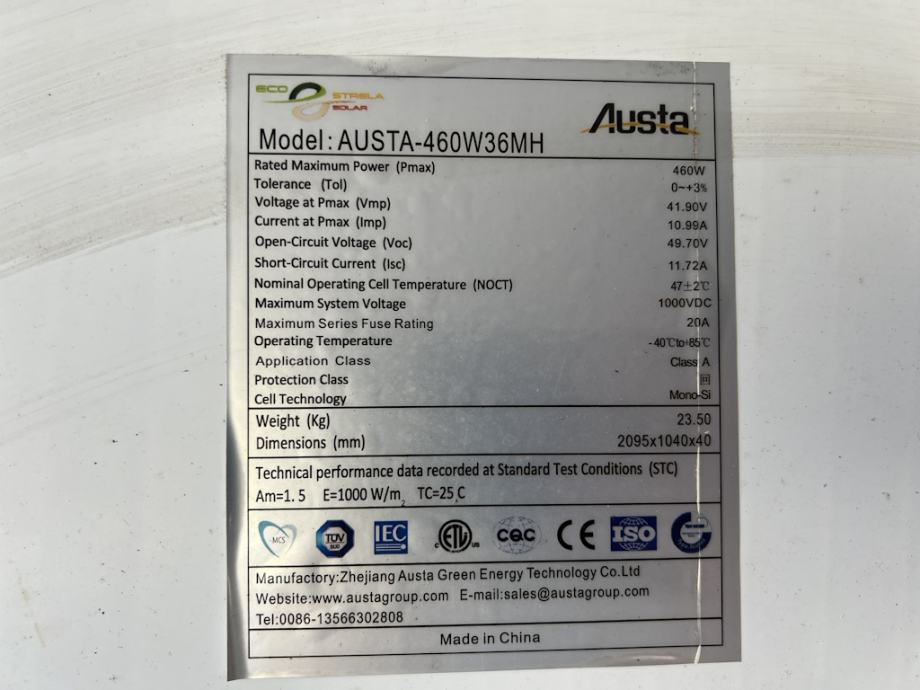 ECO STRELA SOLAR
Austa
Model: AUSTA-460W36MH
Rated Maximum Power (Pmax) 460W
Tolerance (Tol) 0~+3%
Voltage at Pmax (Vmp) 41.90V
Current at Pmax (Imp) 10.99A
Open-Circuit Voltage (Voc) 49.70V
Short-Circuit Current (Isc) 11.72A
Nominal Operating Cell Temperature (NOCT) 47±2℃
Maximum System Voltage 1000VDC
Maximum Series Fuse Rating 20A
Operating Temperature -40℃to+85℃
Application Class Class A
Protection Class
Cell Technology Mono-Si
Weight (Kg) 23.50
Dimensions (mm) 2095x1040x40
Technical performance data recorded at Standard Test Conditions (STC)
Am=1.5 E=1000 W/m2 TC=25℃
MCS TÜV SUD IEC c ETL us CQC CE ISO
Manufactory:Zhejiang Austa Green Energy Technology Co.Ltd
Website:www.austagroup.com E-mail:sales@austagroup.com
Tel:0086-13566302808
Made in China